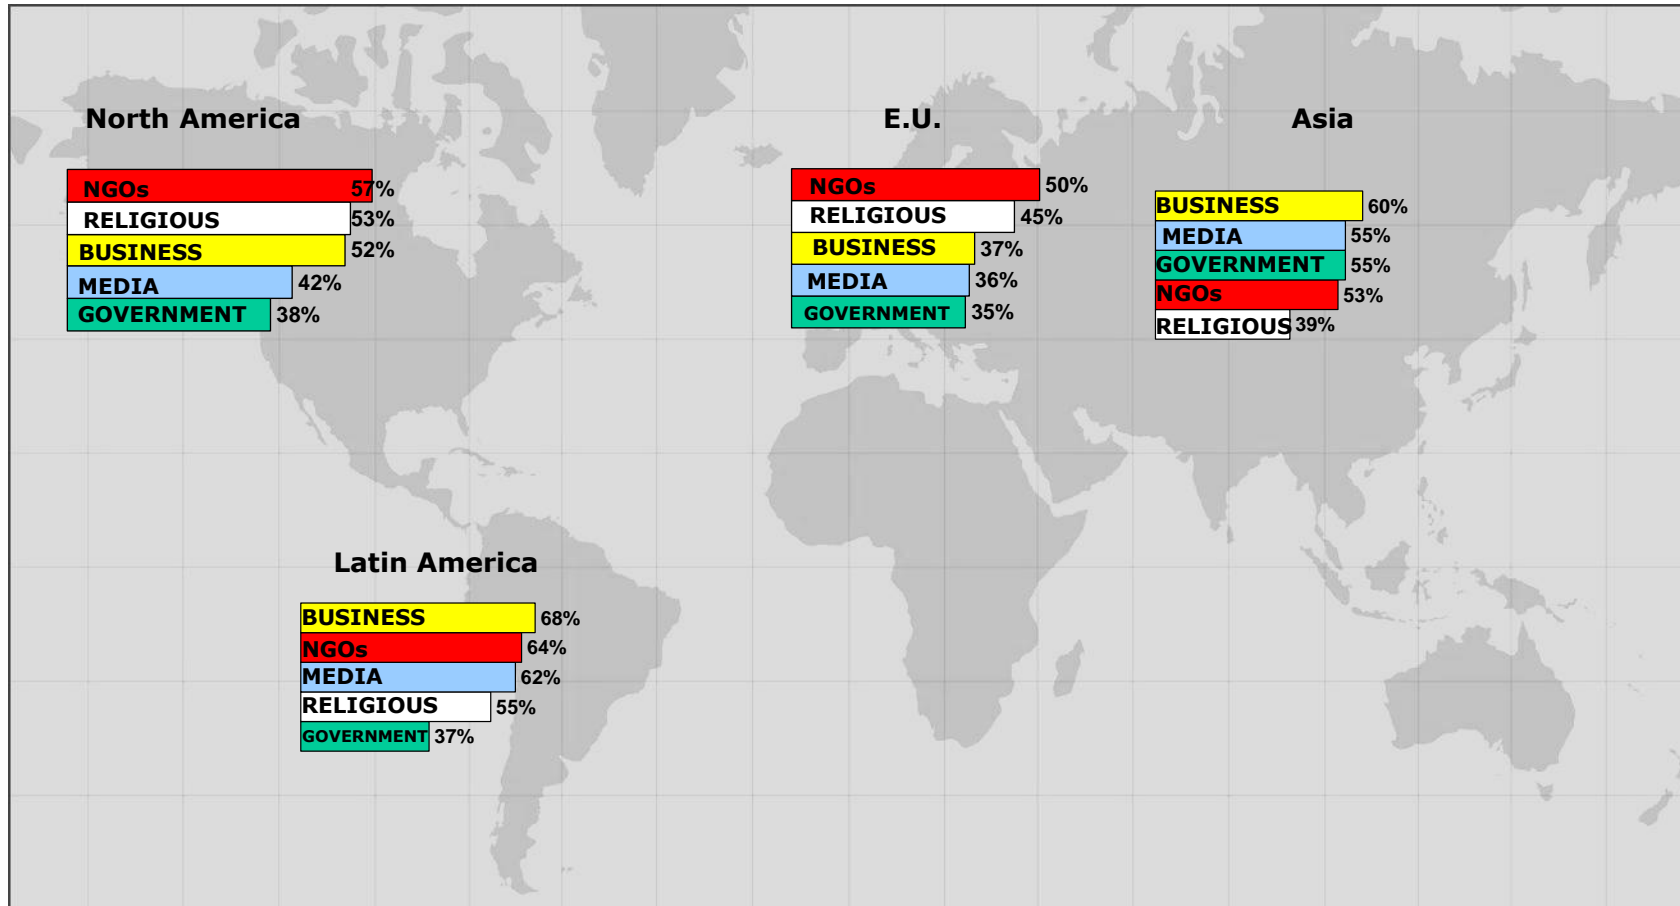 North America
NGOs 57%
RELIGIOUS 53%
BUSINESS 52%
MEDIA 42%
GOVERNMENT 38%
E.U.
NGOs 50%
RELIGIOUS 45%
BUSINESS 37%
MEDIA 36%
GOVERNMENT 35%
Asia
BUSINESS 60%
MEDIA 55%
GOVERNMENT 55%
NGOs 53%
RELIGIOUS 39%
Latin America
BUSINESS 68%
NGOs 64%
MEDIA 62%
RELIGIOUS 55%
GOVERNMENT 37%